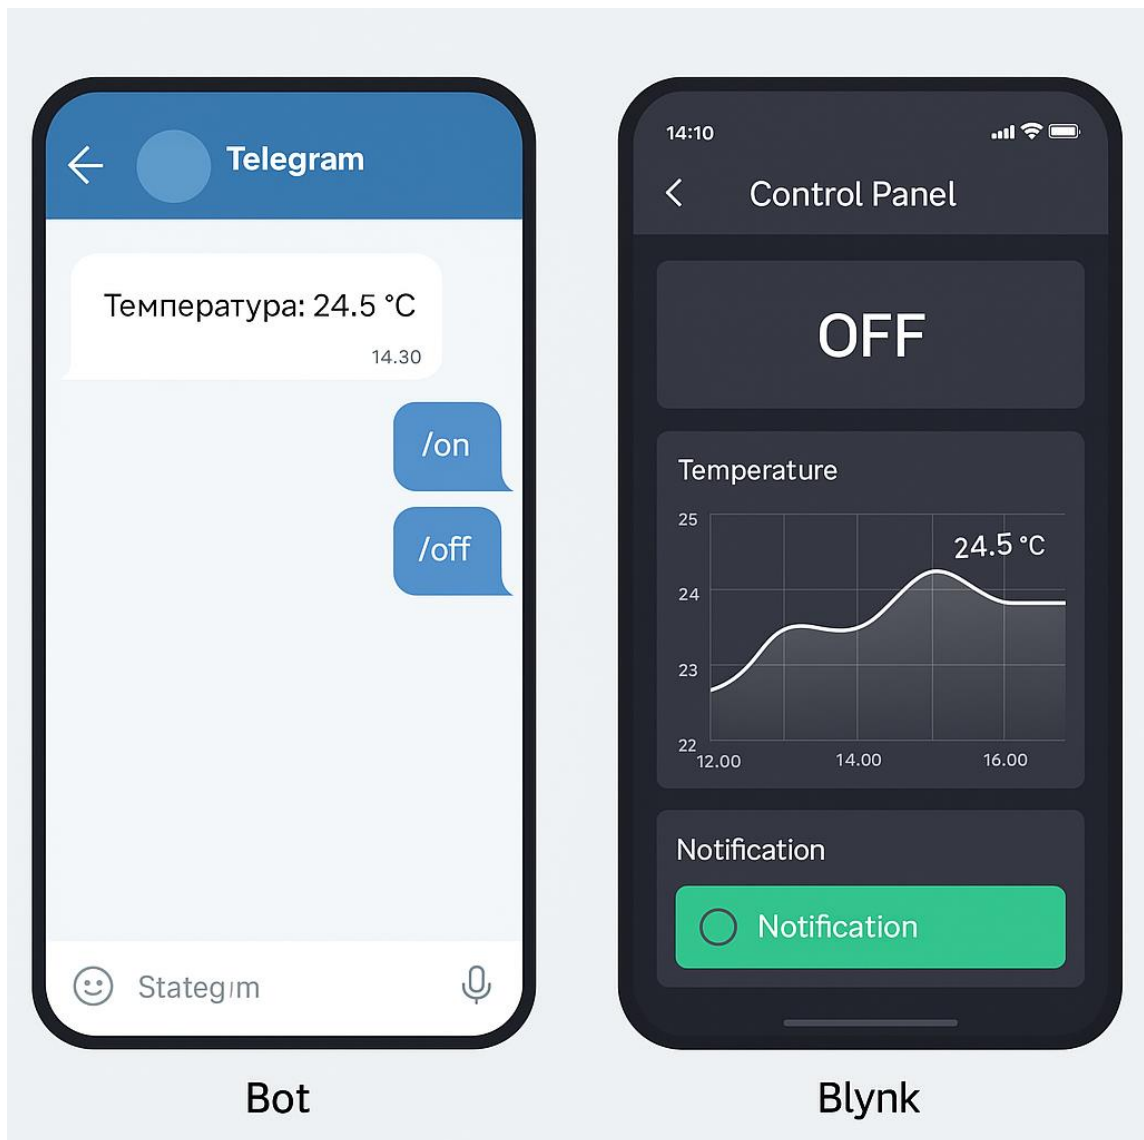 Telegram
Температура: 24.5 °C
14.30
/on
/off
Bot
14:10
Control Panel
OFF
Temperature
25
24.5 °C
24
23
22
12.00 14.00 16.00
Notification
Notification
Blynk